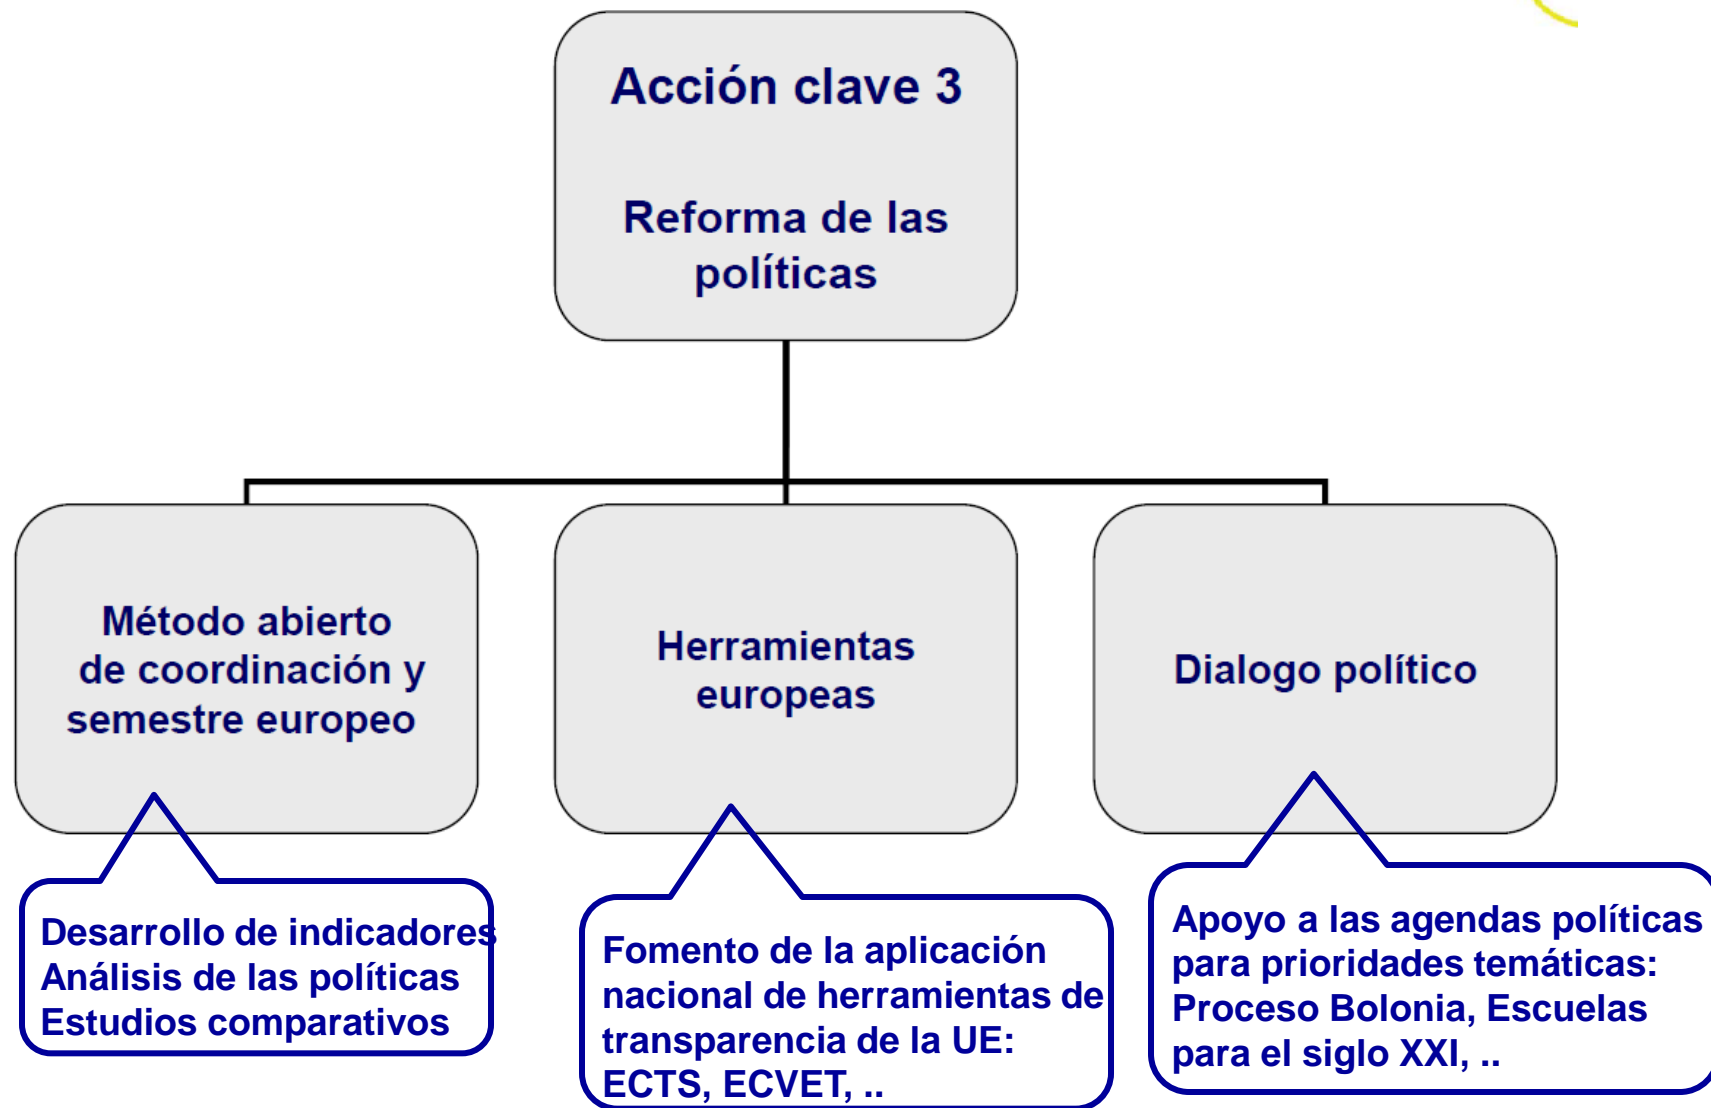 Acción clave 3
Reforma de las
políticas
Método abierto
de coordinación y
semestre europeo
Herramientas
europeas
Dialogo político
Desarrollo de indicadores
Análisis de las políticas
Estudios comparativos
Fomento de la aplicación
nacional de herramientas de
transparencia de la UE:
ECTS, ECVET, ..
Apoyo a las agendas políticas
para prioridades temáticas:
Proceso Bolonia, Escuelas
para el siglo XXI, ..